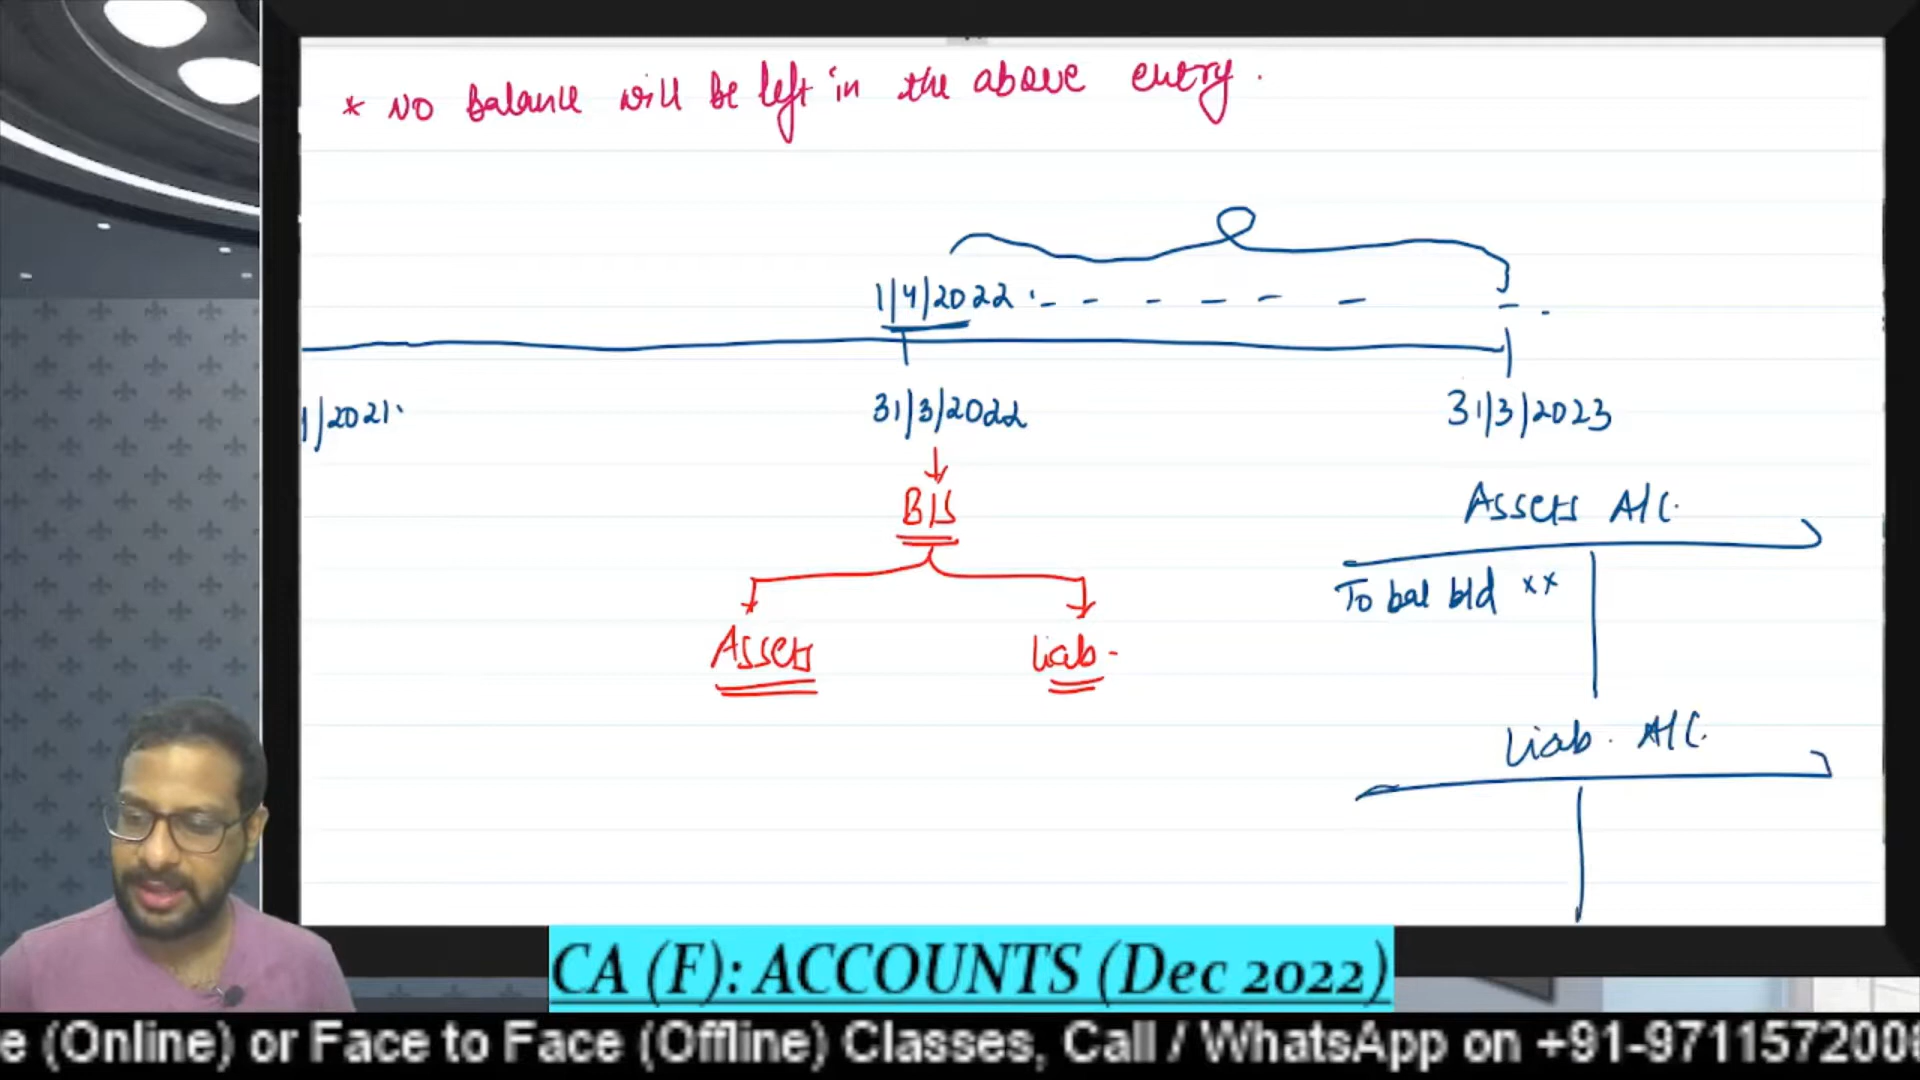 * No balance will be left in the above entry.
1/4/2022 . - - - - - - - .
1/2021. 31/3/2022 31/3/2023
B/S
Assets Liab.
Assets A/C.
To bal b/d xx
Liab. A/C.
CA (F): ACCOUNTS (Dec 2022)
e (Online) or Face to Face (Offline) Classes, Call / WhatsApp on +91-971157200